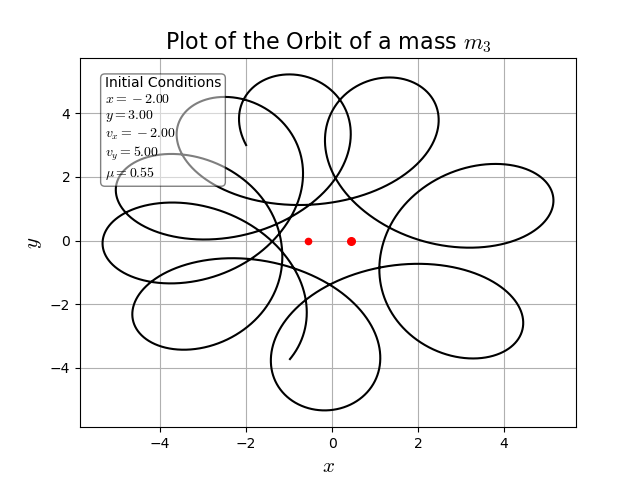 Plot of the Orbit of a mass m₃
Initial Conditions
x = −2.00
y = 3.00
vₓ = −2.00
v_y = 5.00
μ = 0.55
4
2
0
−2
−4
y
−4
−2
0
2
4
x